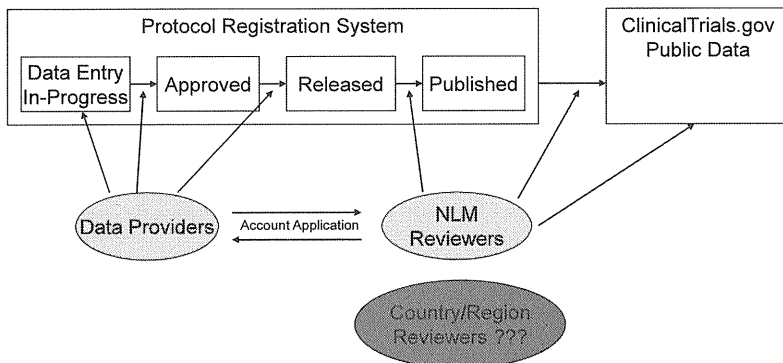 Protocol Registration System
Data Entry
In-Progress
Approved
Released
Published
ClinicalTrials.gov
Public Data
Data Providers
Account Application
NLM
Reviewers
Country/Region
Reviewers ???